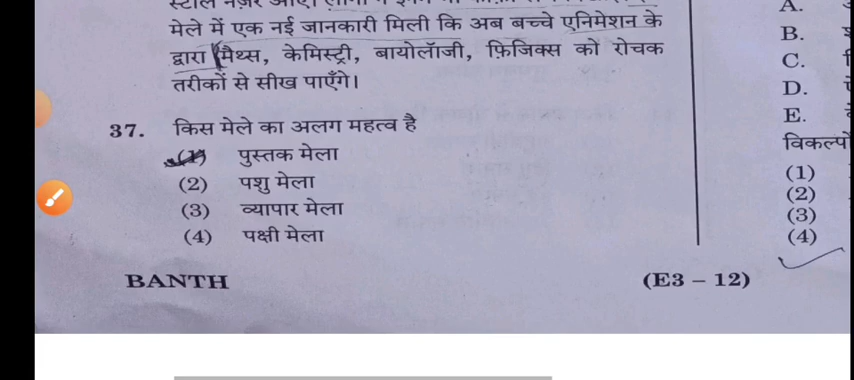 मेले में एक नई जानकारी मिली कि अब बच्चे एनिमेशन के
द्वारा मैथ्स, केमिस्ट्री, बायोलॉजी, फ़िजिक्स को रोचक
तरीकों से सीख पाएँगे।
37. किस मेले का अलग महत्व है
(1) पुस्तक मेला
(2) पशु मेला
(3) व्यापार मेला
(4) पक्षी मेला
BANTH (E3 – 12)
A.
B.
C.
D.
E.
(1)
(2)
(3)
(4)